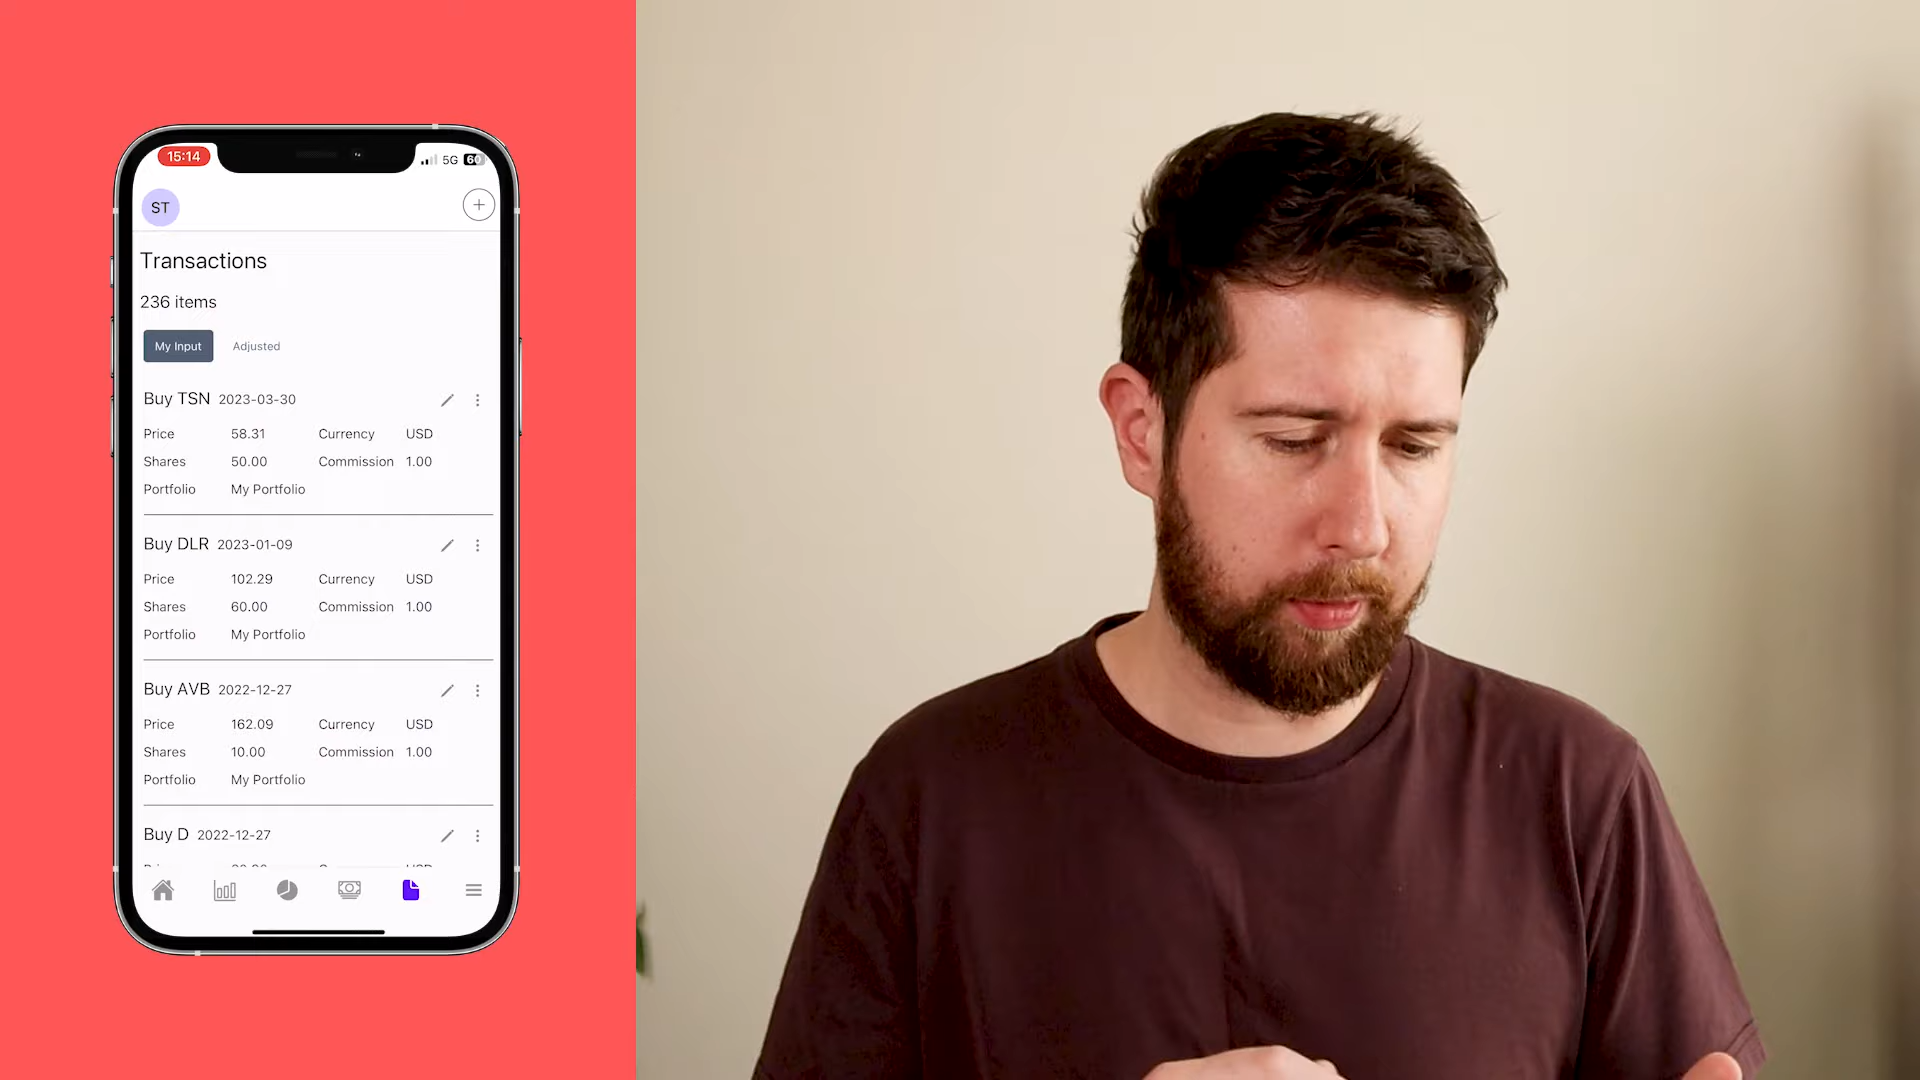 15:14 5G 60
ST
Transactions
236 items
My Input Adjusted
Buy TSN 2023-03-30
Price 58.31 Currency USD
Shares 50.00 Commission 1.00
Portfolio My Portfolio
Buy DLR 2023-01-09
Price 102.29 Currency USD
Shares 60.00 Commission 1.00
Portfolio My Portfolio
Buy AVB 2022-12-27
Price 162.09 Currency USD
Shares 10.00 Commission 1.00
Portfolio My Portfolio
Buy D 2022-12-27